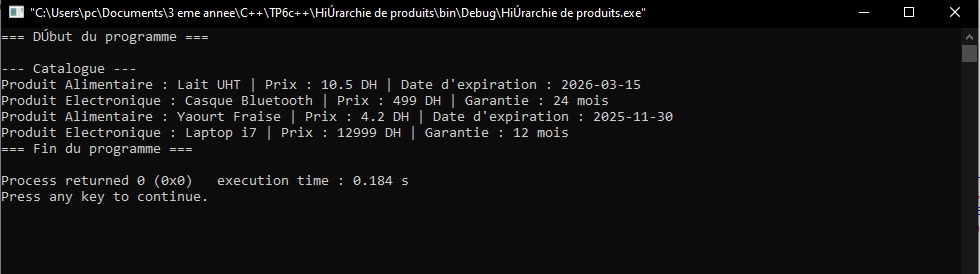 "C:\Users\pc\Documents\3 eme annee\C++\TP6c++\HiÚrarchie de produits\bin\Debug\HiÚrarchie de produits.exe"
=== DÚbut du programme ===
--- Catalogue ---
Produit Alimentaire : Lait UHT | Prix : 10.5 DH | Date d'expiration : 2026-03-15
Produit Electronique : Casque Bluetooth | Prix : 499 DH | Garantie : 24 mois
Produit Alimentaire : Yaourt Fraise | Prix : 4.2 DH | Date d'expiration : 2025-11-30
Produit Electronique : Laptop i7 | Prix : 12999 DH | Garantie : 12 mois
=== Fin du programme ===
Process returned 0 (0x0)   execution time : 0.184 s
Press any key to continue.